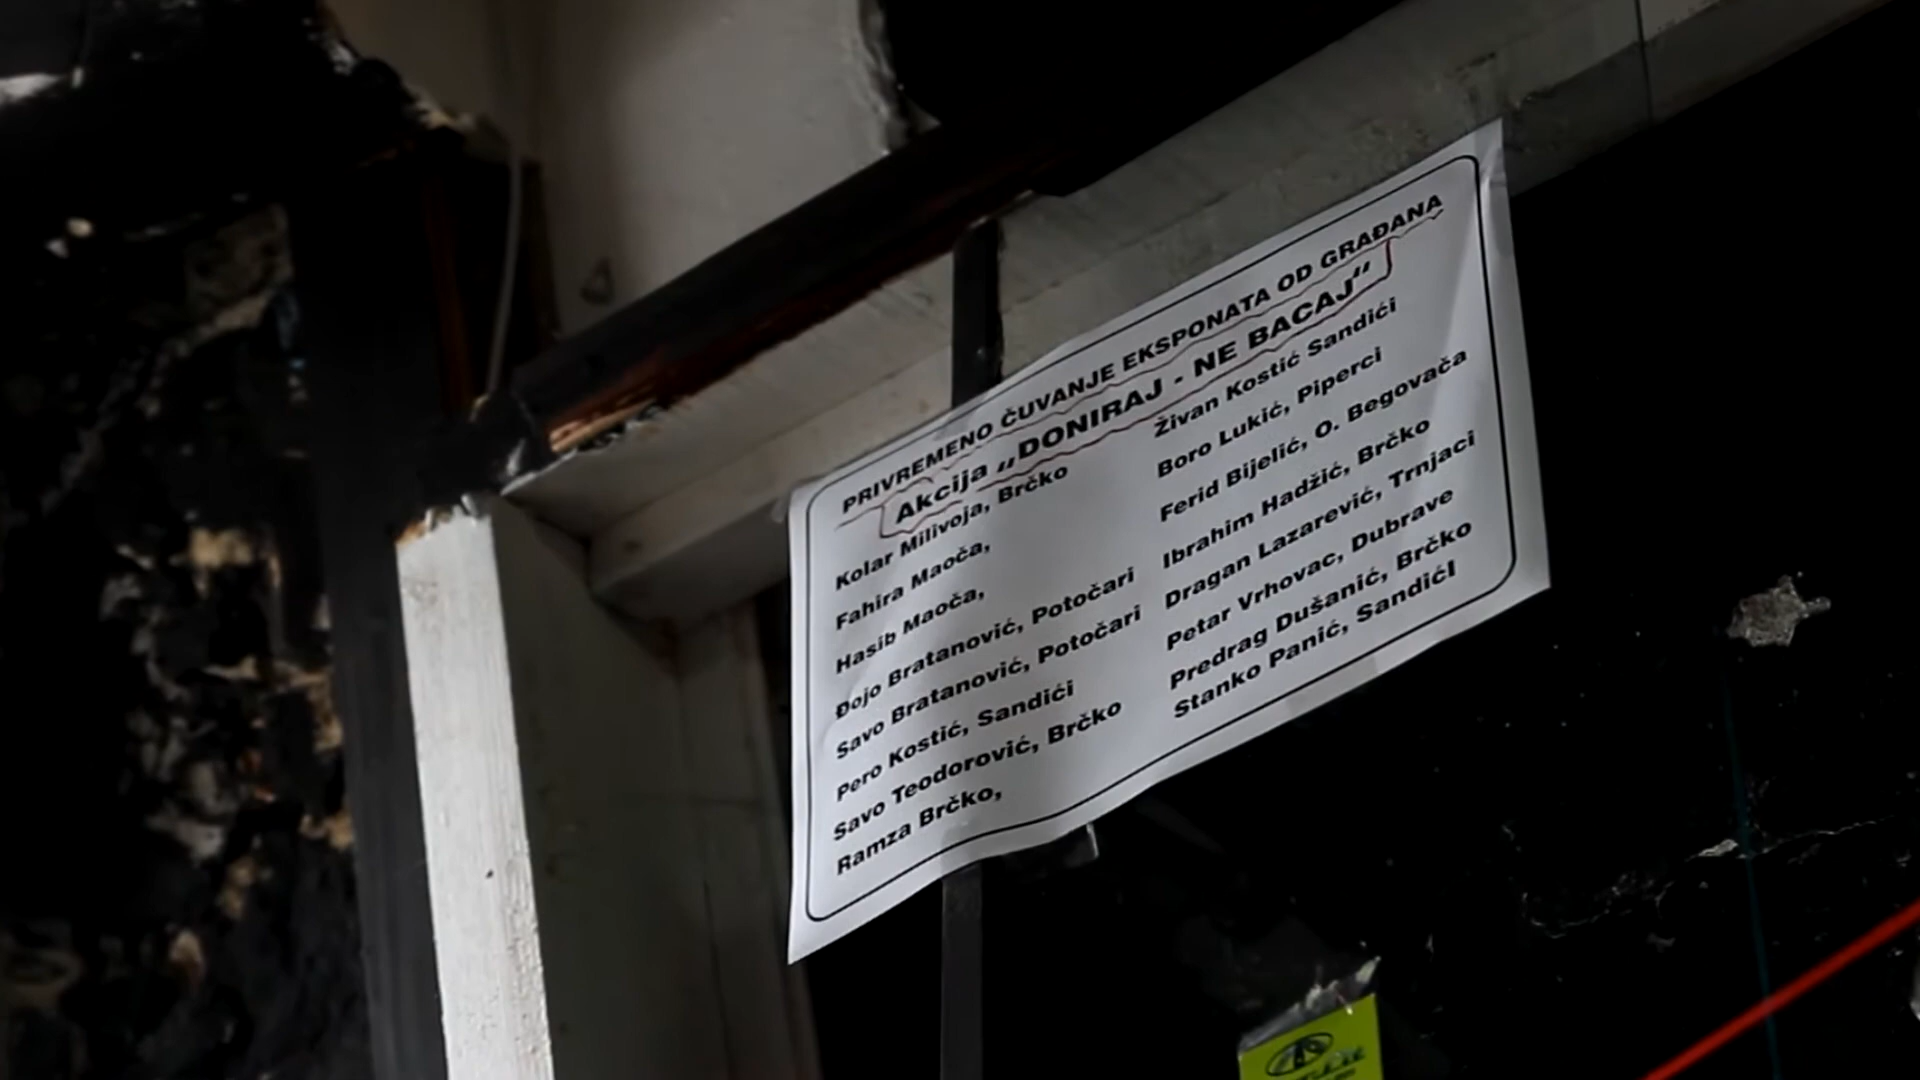 PRIVREMENO ČUVANJE EKSPONATA OD GRAĐANA
Akcija „DONIRAJ - NE BACAJ“
Kolar Milivoja, Brčko
Fahira Maoča,
Hasib Maoča,
Đojo Bratanović, Potočari
Savo Bratanović, Potočari
Pero Kostić, Sandići
Savo Teodorović, Brčko
Ramza Brčko,
Živan Kostić Sandići
Boro Lukić, Piperci
Ferid Bijelić, O. Begovača
Ibrahim Hadžić, Brčko
Dragan Lazarević, Trnjaci
Petar Vrhovac, Dubrave
Predrag Dušanić, Brčko
Stanko Panić, SandićI